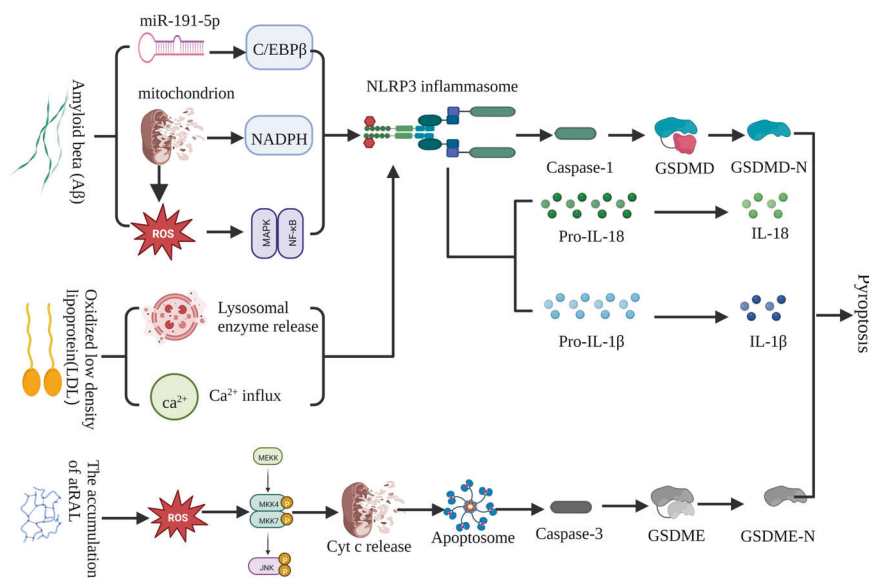 miR-191-5p
C/EBPβ
mitochondrion
NADPH
Amyloid beta (Aβ)
ROS
MAPK
NF-κB
NLRP3 inflammasome
Caspase-1
GSDMD
GSDMD-N
Pro-IL-18
IL-18
Pro-IL-1β
IL-1β
Pyroptosis
Oxidized low density
lipoprotein(LDL)
Lysosomal
enzyme release
ca²⁺
Ca²⁺ influx
The accumulation
of atRAL
ROS
MEKK
MKK4
P
MKK7
P
JNK
P
P
Cyt c release
Apoptosome
Caspase-3
GSDME
GSDME-N